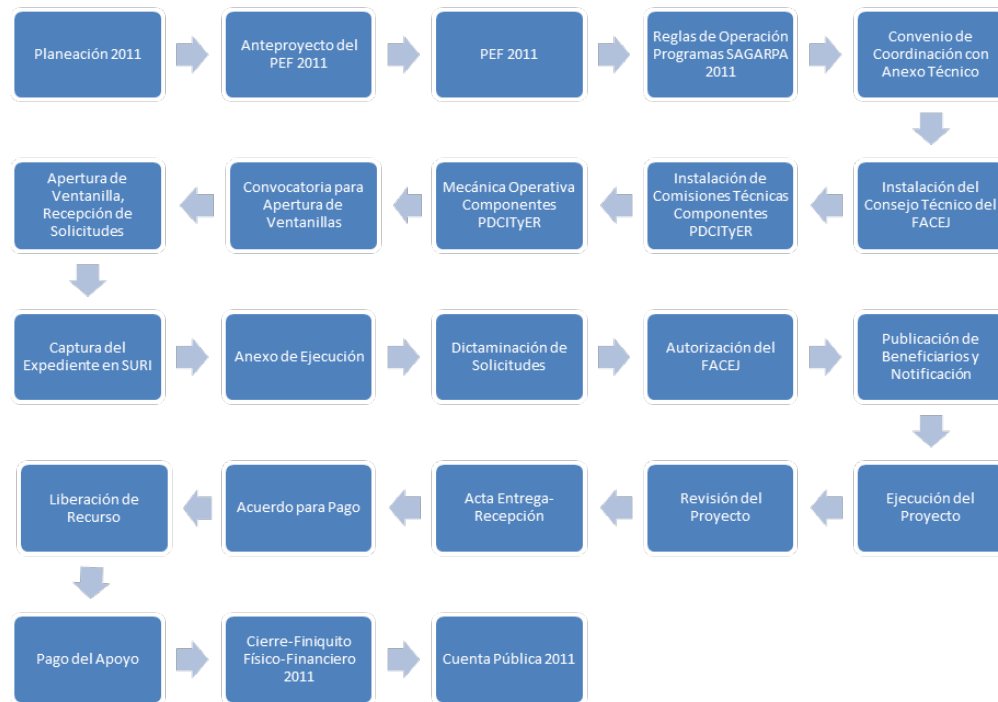 Planeación 2011
Anteproyecto del
PEF 2011
PEF 2011
Reglas de Operación
Programas SAGARPA
2011
Convenio de
Coordinación con
Anexo Técnico
Apertura de
Ventanilla,
Recepción de
Solicitudes
Convocatoria para
Apertura de
Ventanillas
Mecánica Operativa
Componentes
PDCITyER
Instalación de
Comisiones Técnicas
Componentes
PDCITyER
Instalación del
Consejo Técnico del
FACEJ
Captura del
Expediente en SURI
Anexo de Ejecución
Dictaminación de
Solicitudes
Autorización del
FACEJ
Publicación de
Beneficiarios y
Notificación
Liberación de
Recurso
Acuerdo para Pago
Acta Entrega-
Recepción
Revisión del
Proyecto
Ejecución del
Proyecto
Pago del Apoyo
Cierre-Finiquito
Físico-Financiero
2011
Cuenta Pública 2011